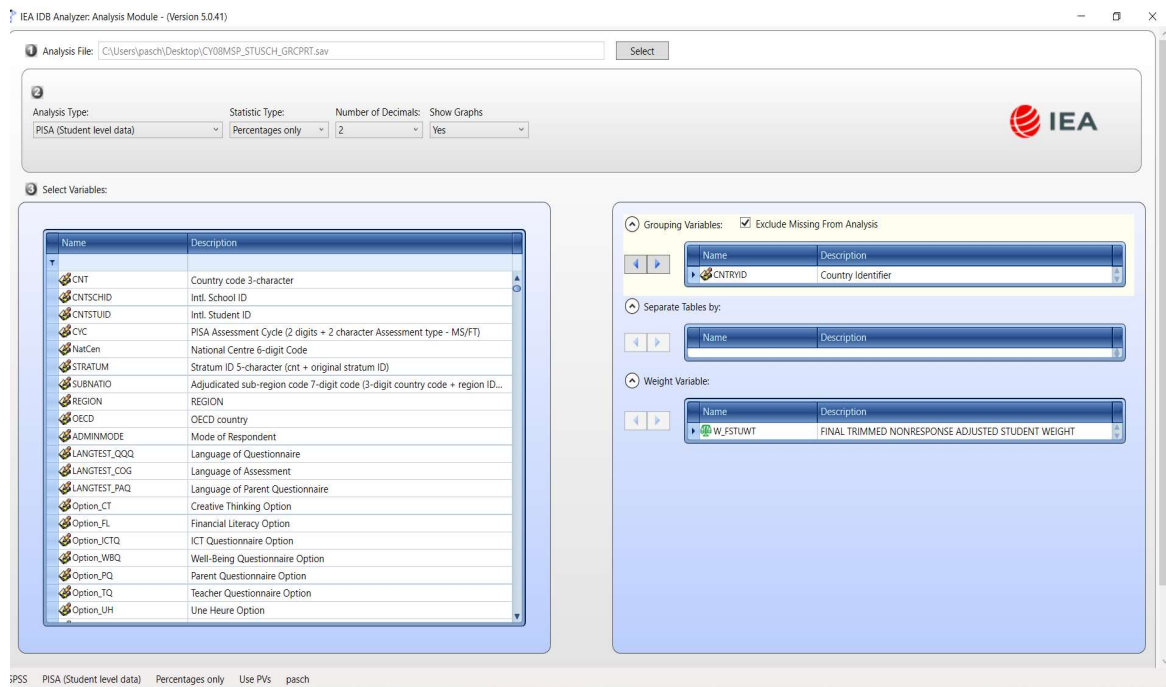 IEA IDB Analyzer: Analysis Module - (Version 5.0.41)
1 Analysis File: C:\Users\pasch\Desktop\CY08MSP_STUSCH_GRCPRT.sav Select
2
Analysis Type: Statistic Type: Number of Decimals: Show Graphs
PISA (Student level data) Percentages only 2 Yes
IEA
3 Select Variables:
Name Description
CNT Country code 3-character
CNTSCHID Intl. School ID
CNTSTUID Intl. Student ID
CYC PISA Assessment Cycle (2 digits + 2 character Assessment type - MS/FT)
NatCen National Centre 6-digit Code
STRATUM Stratum ID 5-character (cnt + original stratum ID)
SUBNATIO Adjudicated sub-region code 7-digit code (3-digit country code + region ID...
REGION REGION
OECD OECD country
ADMINMODE Mode of Respondent
LANGTEST_QQQ Language of Questionnaire
LANGTEST_COG Language of Assessment
LANGTEST_PAQ Language of Parent Questionnaire
Option_CT Creative Thinking Option
Option_FL Financial Literacy Option
Option_ICTQ ICT Questionnaire Option
Option_WBQ Well-Being Questionnaire Option
Option_PQ Parent Questionnaire Option
Option_TQ Teacher Questionnaire Option
Option_UH Une Heure Option
Grouping Variables: Exclude Missing From Analysis
Name Description
CNTRYID Country Identifier
Separate Tables by:
Name Description
Weight Variable:
Name Description
W_FSTUWT FINAL TRIMMED NONRESPONSE ADJUSTED STUDENT WEIGHT
SPSS PISA (Student level data) Percentages only Use PVs pasch